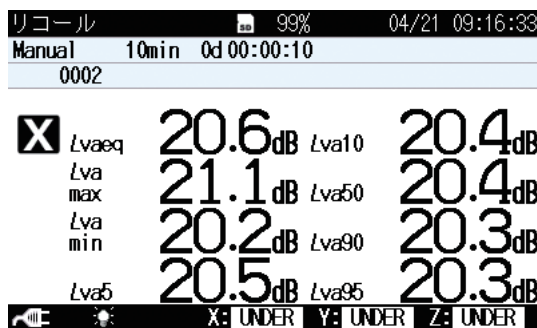 リコール SD 99% 04/21 09:16:33
Manual 10min 0d 00:00:10
0002
X Lvaeq 20.6dB Lva10 20.4dB
Lva max 21.1dB Lva50 20.4dB
Lva min 20.2dB Lva90 20.3dB
Lva5 20.5dB Lva95 20.3dB
X: UNDER Y: UNDER Z: UNDER